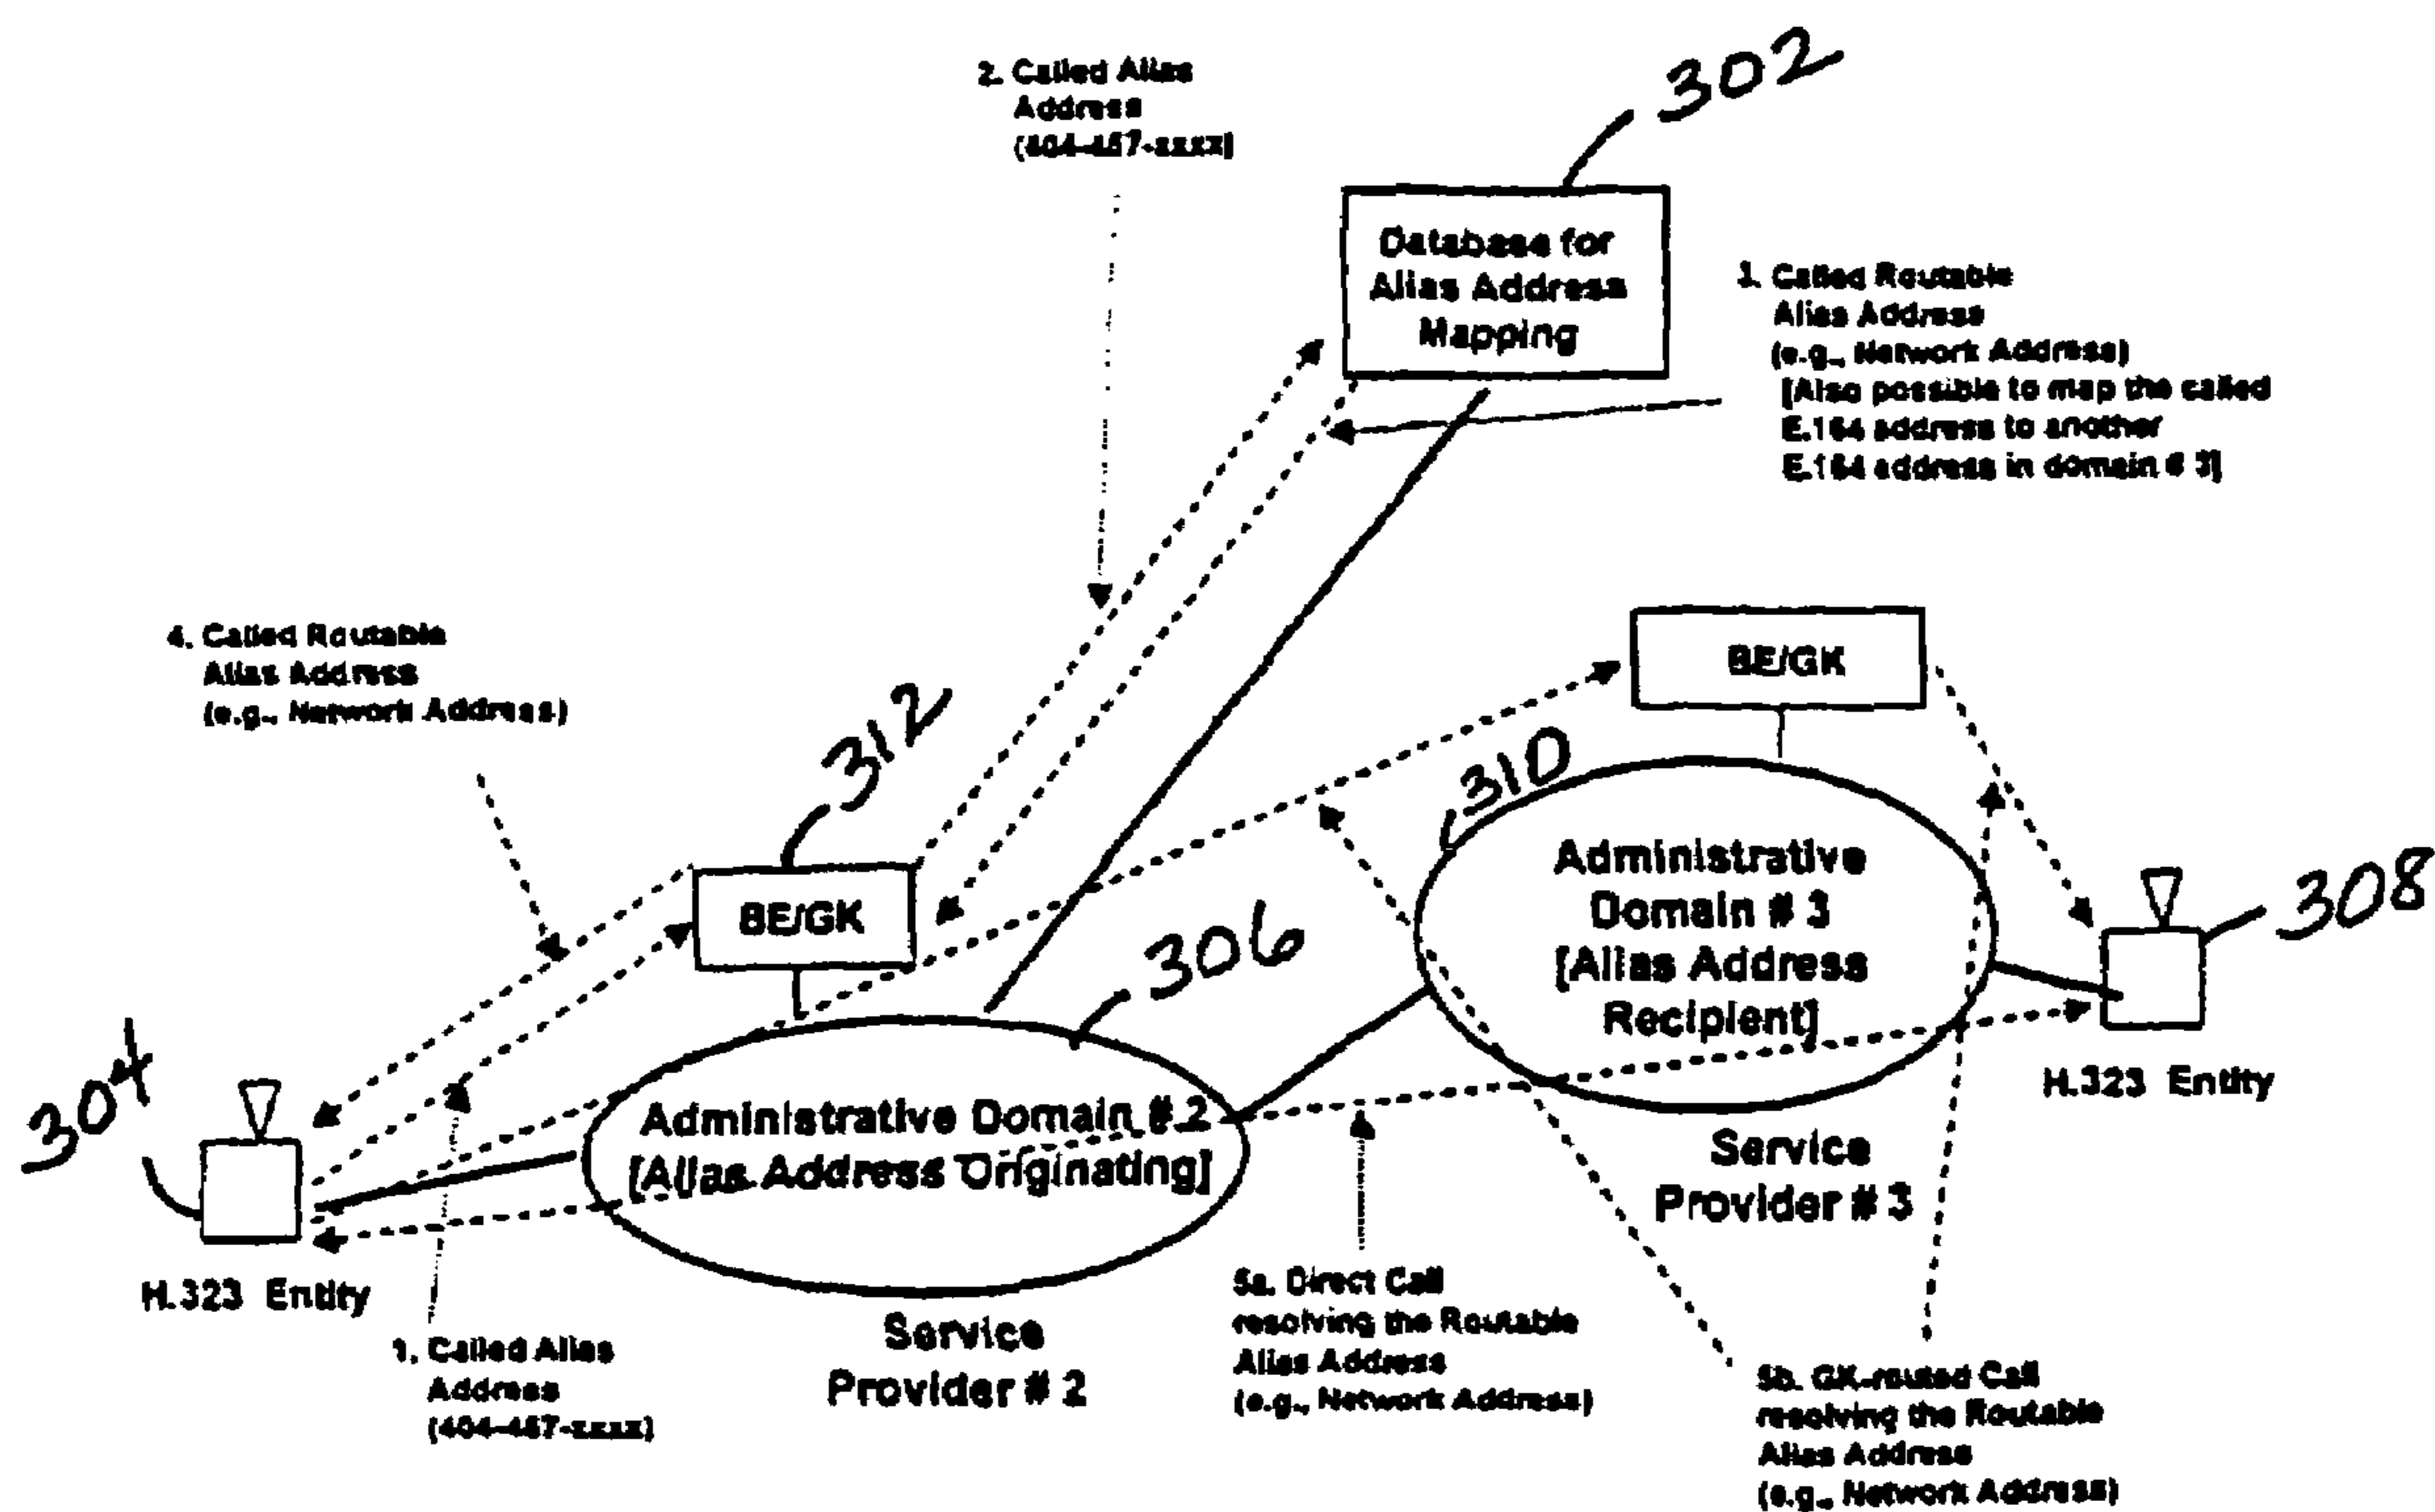 302
2. Called Alias
Address
(404-457-xxxx)
Database for
Alias Address
Mapping
3. Called Routable
Alias Address
(e.g., Network Address)
[Also possible to map the called
E.164 address to another
E.164 address in domain # 3]
4. Called Routable
Alias Address
(e.g., Network Address)
312
BE/GK
310
BE/GK
306
Administrative
Domain # 3
[Alias Address
Recipient]
308
304
Administrative Domain # 2
[Alias Address Originating]
H.323 Entity
Service
Provider # 3
H.323 Entity
1. Called Alias
Address
(404-457-xxxx)
Service
Provider # 2
5a. Direct Call
resolving the Routable
Alias Address
(e.g., Network Address)
5b. GK-routed Call
resolving the Routable
Alias Address
(e.g., Network Address)